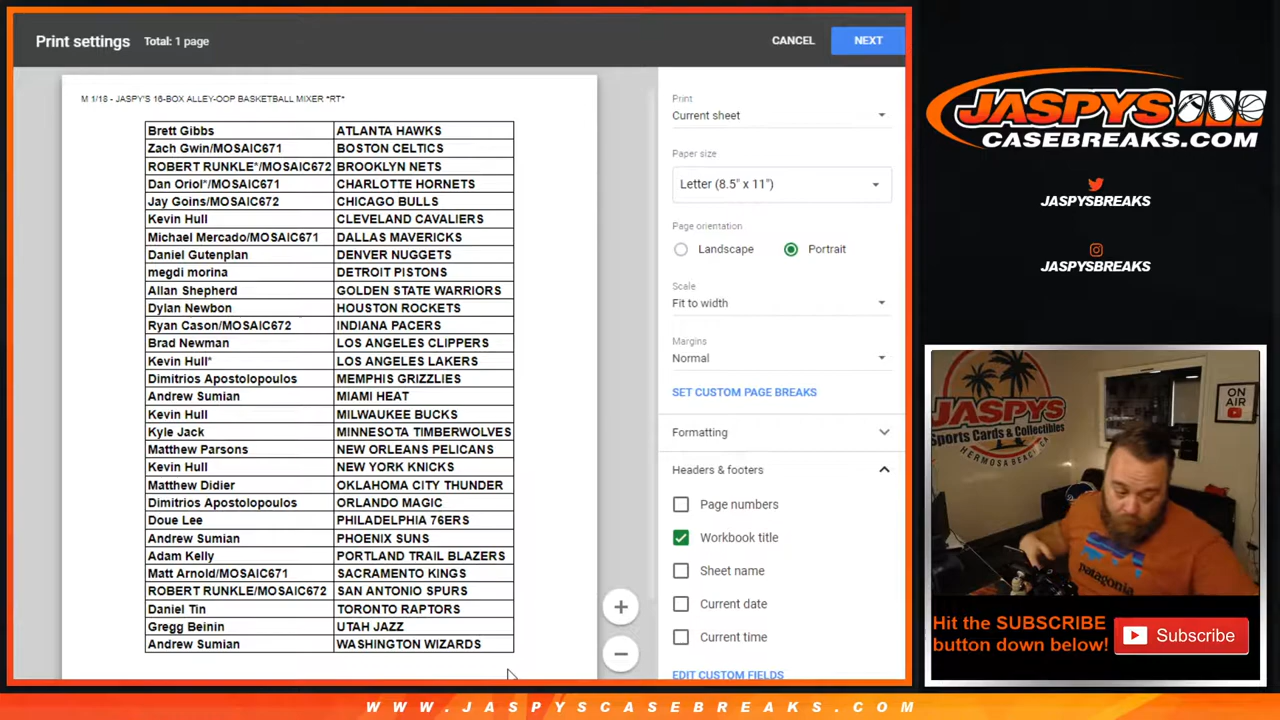 Print settings Total: 1 page CANCEL NEXT
M 1/18 - JASPY'S 16-BOX ALLEY-OOP BASKETBALL MIXER *RT*
Brett Gibbs ATLANTA HAWKS
Zach Gwin/MOSAIC671 BOSTON CELTICS
ROBERT RUNKLE*/MOSAIC672 BROOKLYN NETS
Dan Oriol*/MOSAIC671 CHARLOTTE HORNETS
Jay Goins/MOSAIC672 CHICAGO BULLS
Kevin Hull CLEVELAND CAVALIERS
Michael Mercado/MOSAIC671 DALLAS MAVERICKS
Daniel Gutenplan DENVER NUGGETS
megdi morina DETROIT PISTONS
Allan Shepherd GOLDEN STATE WARRIORS
Dylan Newbon HOUSTON ROCKETS
Ryan Cason/MOSAIC672 INDIANA PACERS
Brad Newman LOS ANGELES CLIPPERS
Kevin Hull* LOS ANGELES LAKERS
Dimitrios Apostolopoulos MEMPHIS GRIZZLIES
Andrew Sumian MIAMI HEAT
Kevin Hull MILWAUKEE BUCKS
Kyle Jack MINNESOTA TIMBERWOLVES
Matthew Parsons NEW ORLEANS PELICANS
Kevin Hull NEW YORK KNICKS
Matthew Didier OKLAHOMA CITY THUNDER
Dimitrios Apostolopoulos ORLANDO MAGIC
Doue Lee PHILADELPHIA 76ERS
Andrew Sumian PHOENIX SUNS
Adam Kelly PORTLAND TRAIL BLAZERS
Matt Arnold/MOSAIC671 SACRAMENTO KINGS
ROBERT RUNKLE/MOSAIC672 SAN ANTONIO SPURS
Daniel Tin TORONTO RAPTORS
Gregg Beinin UTAH JAZZ
Andrew Sumian WASHINGTON WIZARDS
Print
Current sheet
Paper size
Letter (8.5" x 11")
Page orientation
Landscape Portrait
Scale
Fit to width
Margins
Normal
SET CUSTOM PAGE BREAKS
Formatting
Headers & footers
Page numbers
Workbook title
Sheet name
Current date
Current time
EDIT CUSTOM FIELDS
JASPYS
CASEBREAKS.COM
JASPYSBREAKS
JASPYSBREAKS
JASPYS
Sports Cards & Collectibles
HERMOSA BEACH, CA
ON
AIR
patagonia
Hit the SUBSCRIBE
button down below!
Subscribe
WWW.JASPYSCASEBREAKS.COM